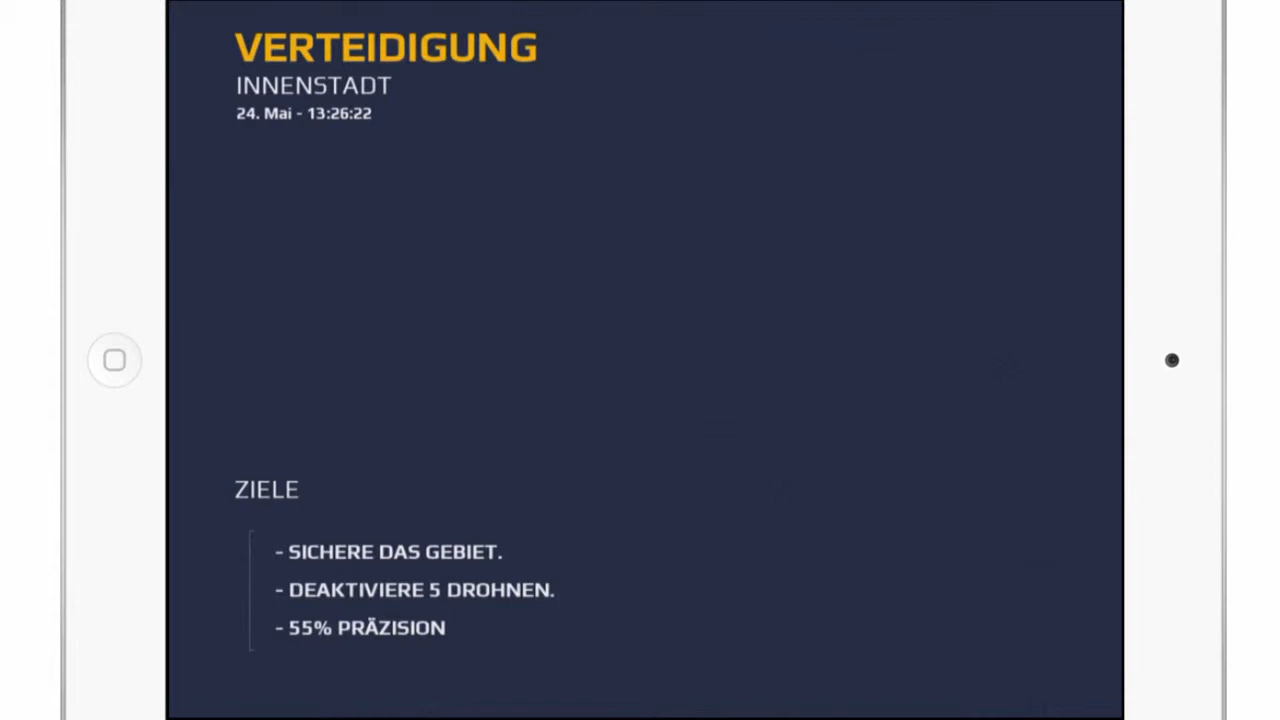 VERTEIDIGUNG
INNENSTADT
24. Mai - 13:26:22
ZIELE
- SICHERE DAS GEBIET.
- DEAKTIVIERE 5 DROHNEN.
- 55% PRÄZISION